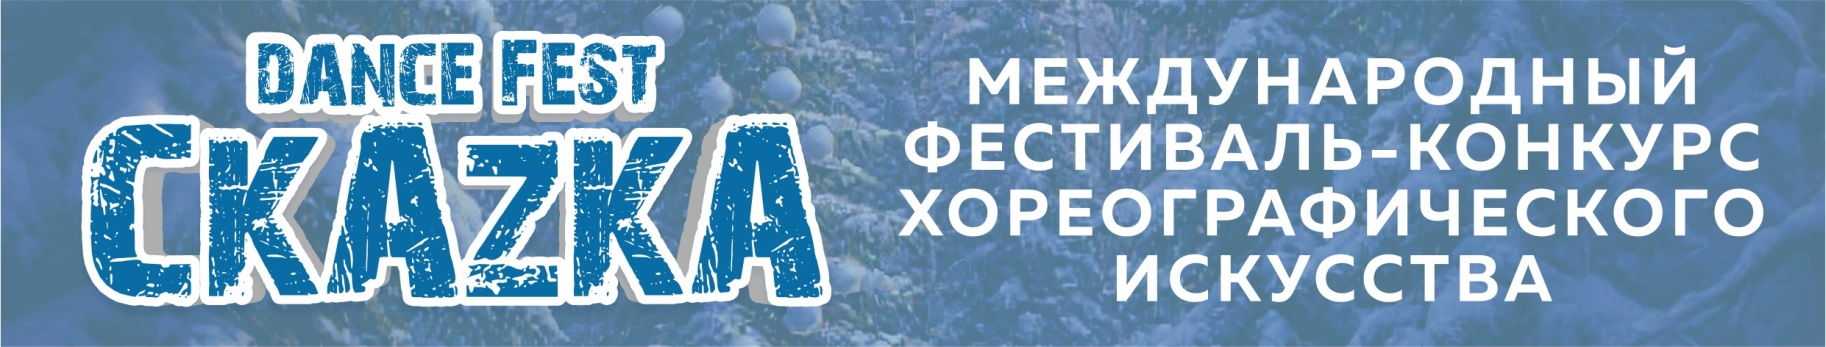 DANCE FEST
СКАZКА
МЕЖДУНАРОДНЫЙ
ФЕСТИВАЛЬ-КОНКУРС
ХОРЕОГРАФИЧЕСКОГО
ИСКУССТВА